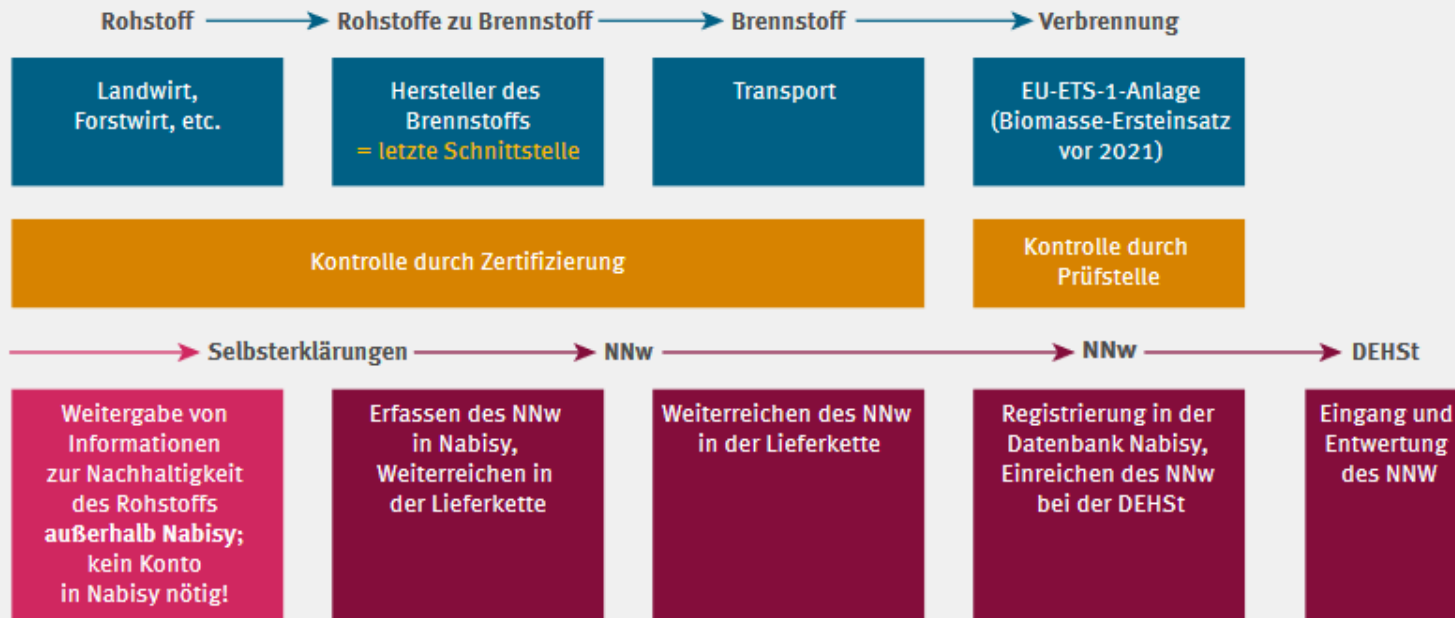 Rohstoff
Rohstoffe zu Brennstoff
Brennstoff
Verbrennung
Landwirt,
Forstwirt, etc.
Hersteller des
Brennstoffs
= letzte Schnittstelle
Transport
EU-ETS-1-Anlage
(Biomasse-Ersteinsatz
vor 2021)
Kontrolle durch Zertifizierung
Kontrolle durch
Prüfstelle
Selbsterklärungen
NNw
NNw
DEHSt
Weitergabe von
Informationen
zur Nachhaltigkeit
des Rohstoffs
außerhalb Nabisy;
kein Konto
in Nabisy nötig!
Erfassen des NNw
in Nabisy,
Weiterreichen in
der Lieferkette
Weiterreichen des NNw
in der Lieferkette
Registrierung in der
Datenbank Nabisy,
Einreichen des NNw
bei der DEHSt
Eingang und
Entwertung
des NNW